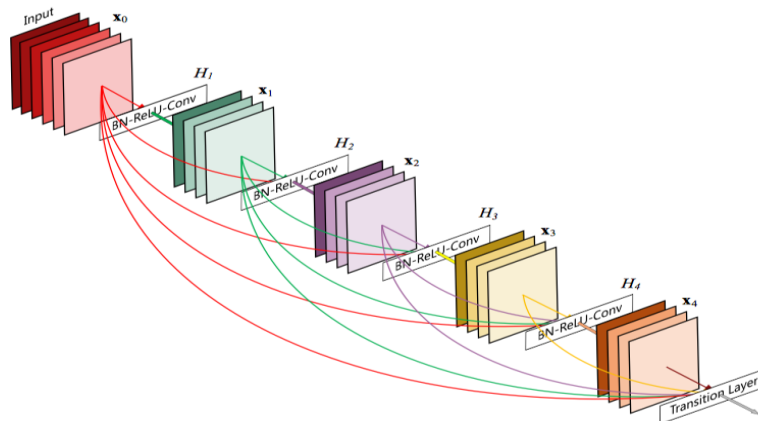 Input
x0
H1
BN-ReLU-Conv
x1
H2
BN-ReLU-Conv
x2
H3
BN-ReLU-Conv
x3
H4
BN-ReLU-Conv
x4
Transition Layer